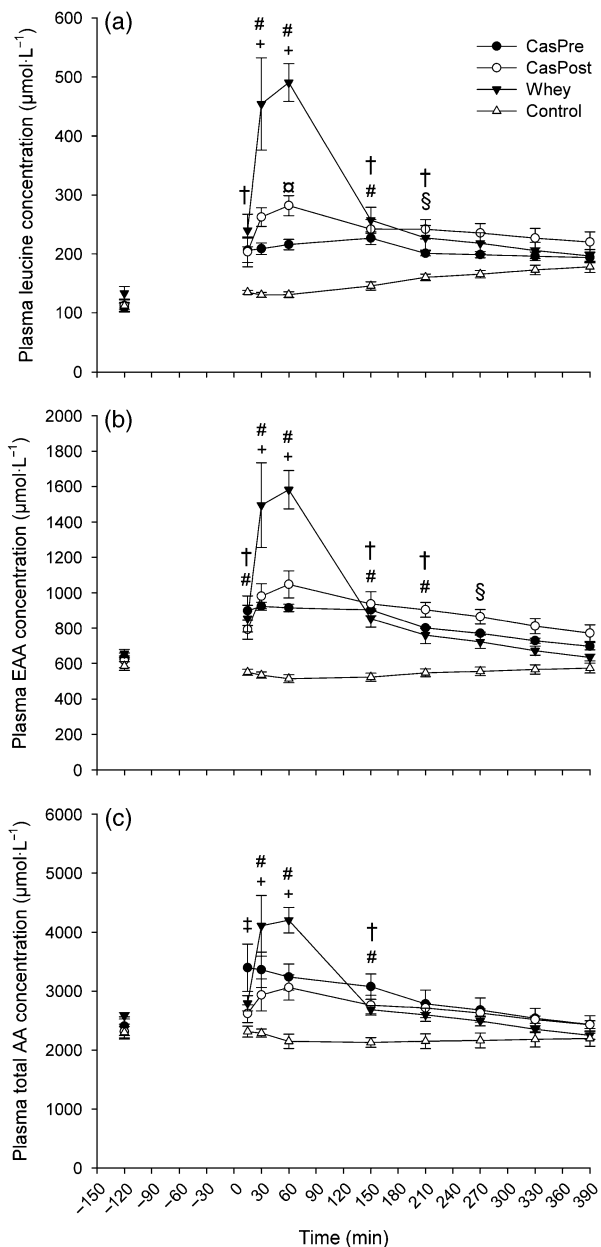 (a)
Plasma leucine concentration (µmol·L⁻¹)
600
500
400
300
200
100
0
# #
+ +
† ¤ † †
# §
CasPre
CasPost
Whey
Control
(b)
Plasma EAA concentration (µmol·L⁻¹)
2000
1800
1600
1400
1200
1000
800
600
400
200
0
# #
+ +
† † † §
# # #
(c)
Plasma total AA concentration (µmol·L⁻¹)
6000
5000
4000
3000
2000
1000
0
# #
+ +
‡ †
#
−150 −120 −90 −60 −30 0 30 60 90 120 150 180 210 240 270 300 330 360 390
Time (min)